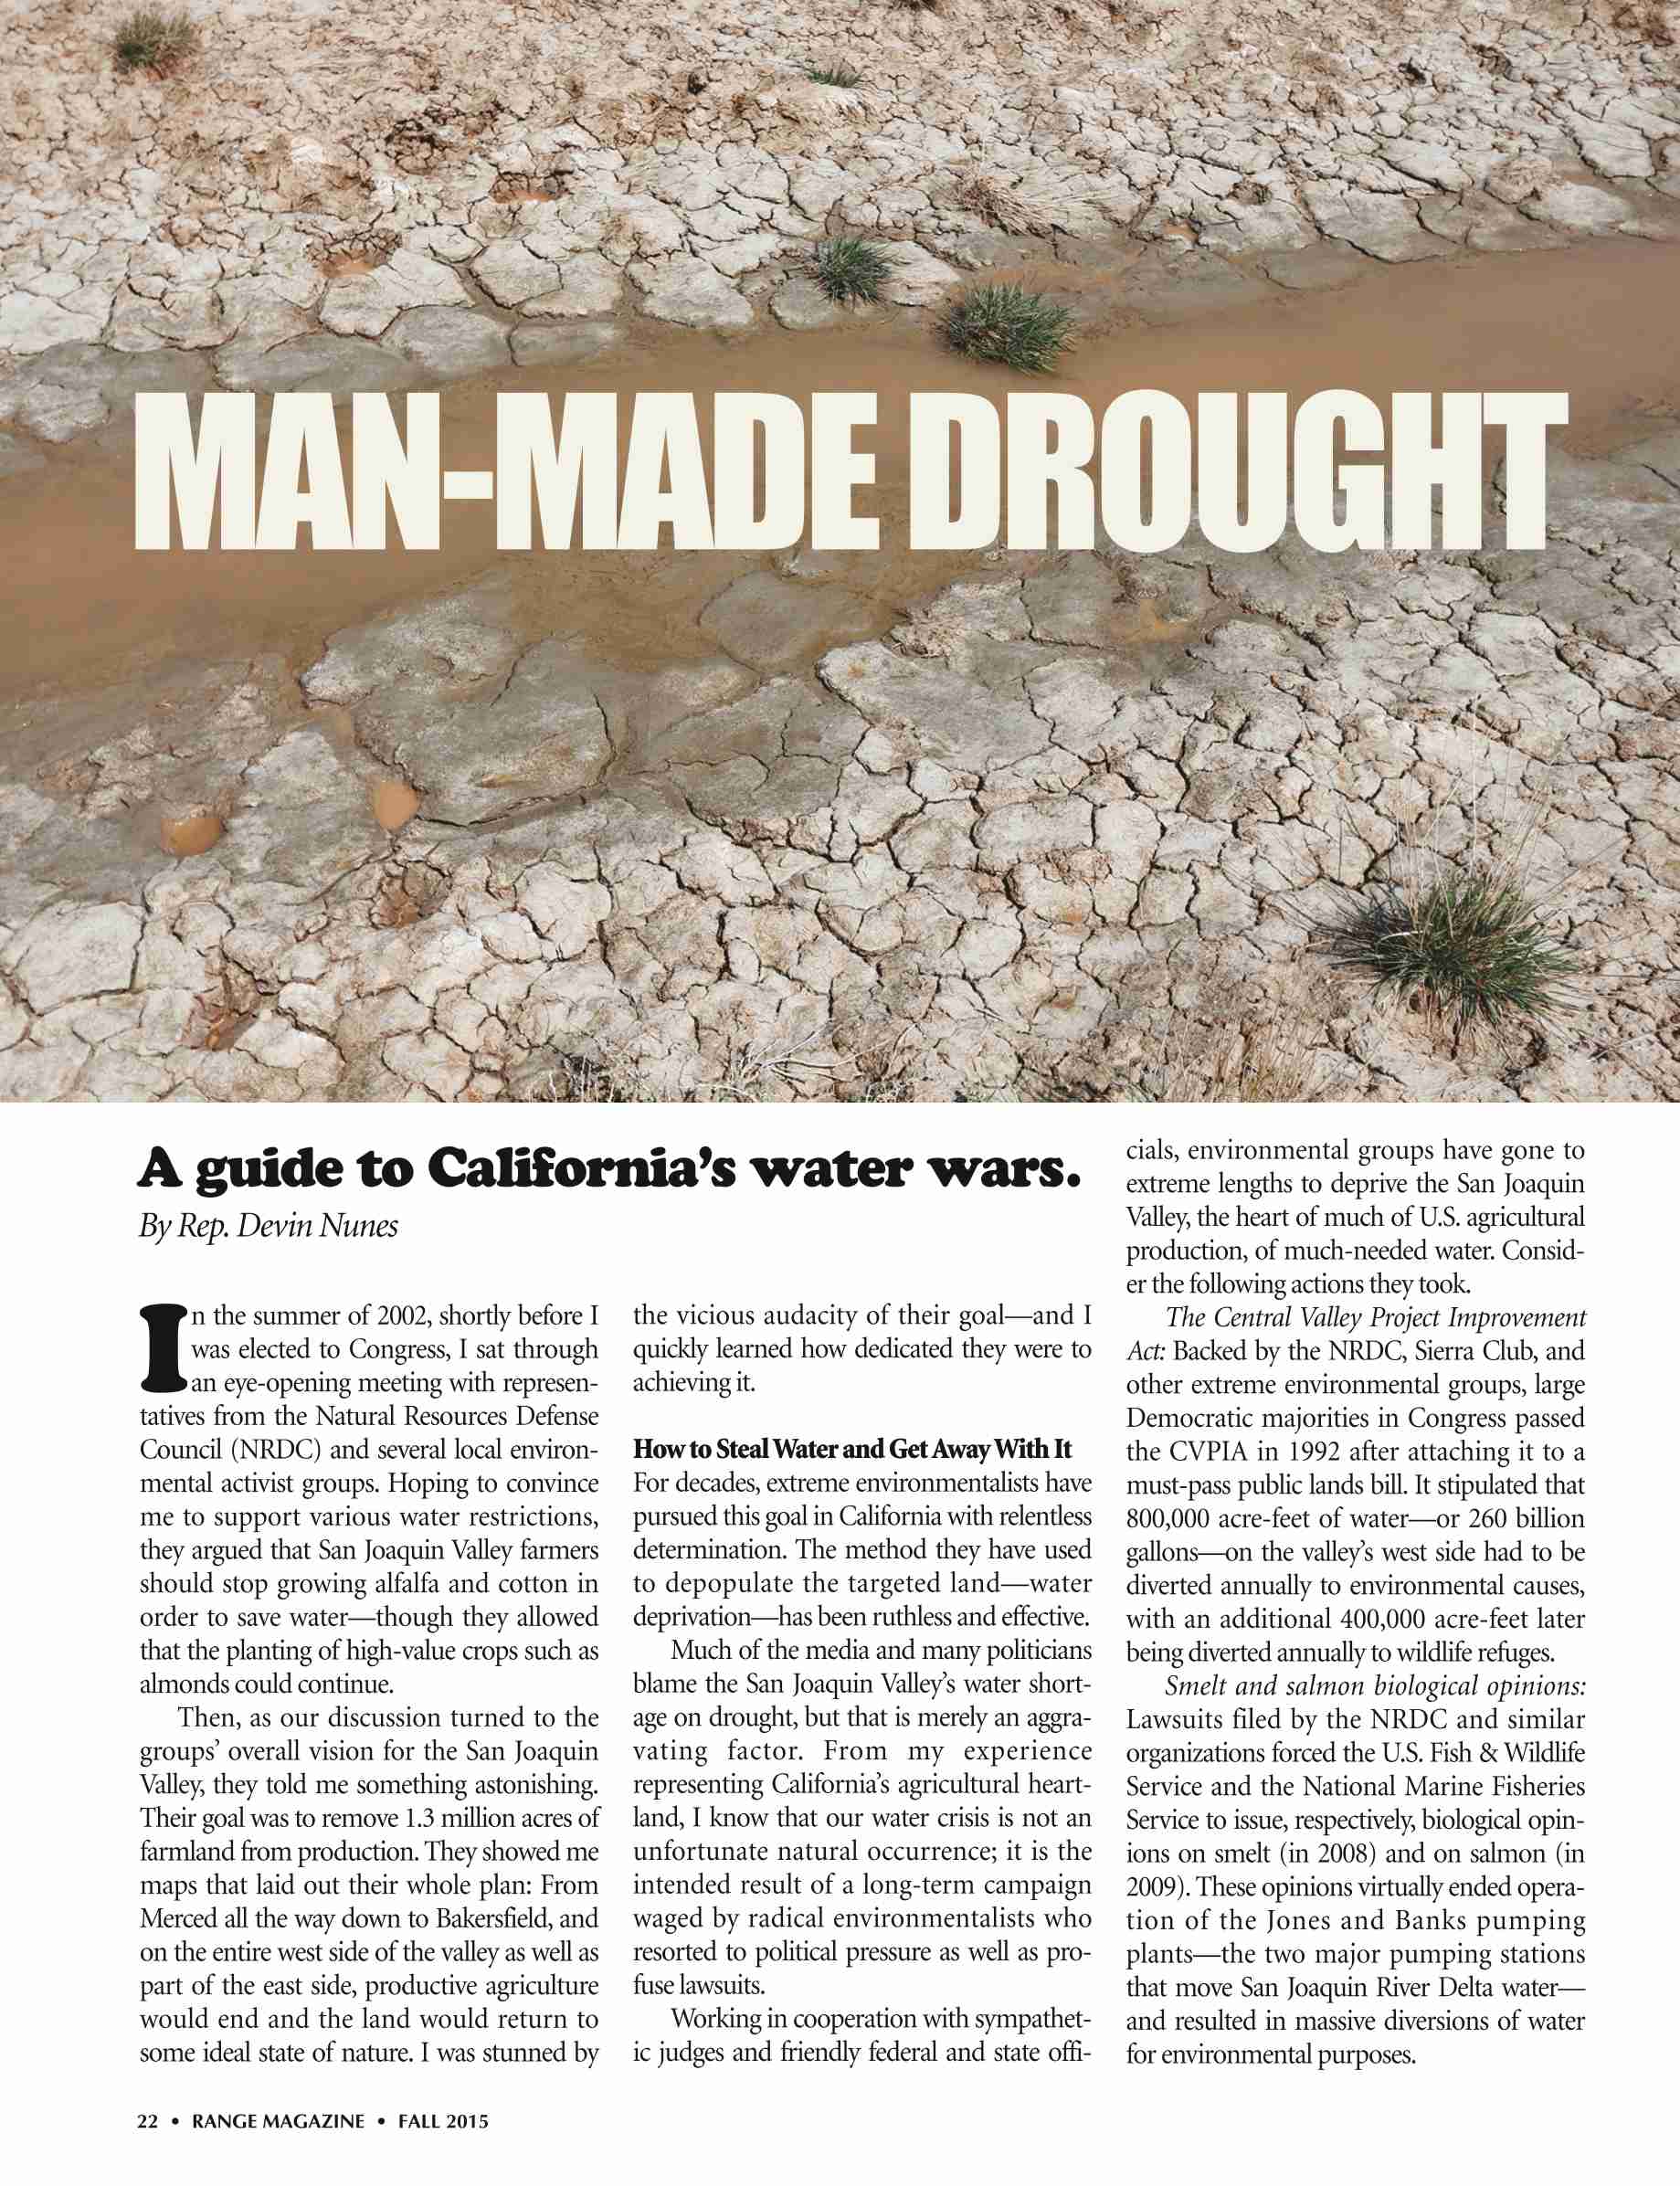 MAN-MADE DROUGHT
A guide to California's water wars.
By Rep. Devin Nunes
In the summer of 2002, shortly before I
was elected to Congress, I sat through
an eye-opening meeting with represen-
tatives from the Natural Resources Defense
Council (NRDC) and several local environ-
mental activist groups. Hoping to convince
me to support various water restrictions,
they argued that San Joaquin Valley farmers
should stop growing alfalfa and cotton in
order to save water—though they allowed
that the planting of high-value crops such as
almonds could continue.
Then, as our discussion turned to the
groups' overall vision for the San Joaquin
Valley, they told me something astonishing.
Their goal was to remove 1.3 million acres of
farmland from production. They showed me
maps that laid out their whole plan: From
Merced all the way down to Bakersfield, and
on the entire west side of the valley as well as
part of the east side, productive agriculture
would end and the land would return to
some ideal state of nature. I was stunned by
the vicious audacity of their goal—and I
quickly learned how dedicated they were to
achieving it.
How to Steal Water and Get Away With It
For decades, extreme environmentalists have
pursued this goal in California with relentless
determination. The method they have used
to depopulate the targeted land—water
deprivation—has been ruthless and effective.
Much of the media and many politicians
blame the San Joaquin Valley's water short-
age on drought, but that is merely an aggra-
vating factor. From my experience
representing California's agricultural heart-
land, I know that our water crisis is not an
unfortunate natural occurrence; it is the
intended result of a long-term campaign
waged by radical environmentalists who
resorted to political pressure as well as pro-
fuse lawsuits.
Working in cooperation with sympathet-
ic judges and friendly federal and state offi-
cials, environmental groups have gone to
extreme lengths to deprive the San Joaquin
Valley, the heart of much of U.S. agricultural
production, of much-needed water. Consid-
er the following actions they took.
The Central Valley Project Improvement
Act: Backed by the NRDC, Sierra Club, and
other extreme environmental groups, large
Democratic majorities in Congress passed
the CVPIA in 1992 after attaching it to a
must-pass public lands bill. It stipulated that
800,000 acre-feet of water—or 260 billion
gallons—on the valley's west side had to be
diverted annually to environmental causes,
with an additional 400,000 acre-feet later
being diverted annually to wildlife refuges.
Smelt and salmon biological opinions:
Lawsuits filed by the NRDC and similar
organizations forced the U.S. Fish & Wildlife
Service and the National Marine Fisheries
Service to issue, respectively, biological opin-
ions on smelt (in 2008) and on salmon (in
2009). These opinions virtually ended opera-
tion of the Jones and Banks pumping
plants—the two major pumping stations
that move San Joaquin River Delta water—
and resulted in massive diversions of water
for environmental purposes.
22 • RANGE MAGAZINE • FALL 2015